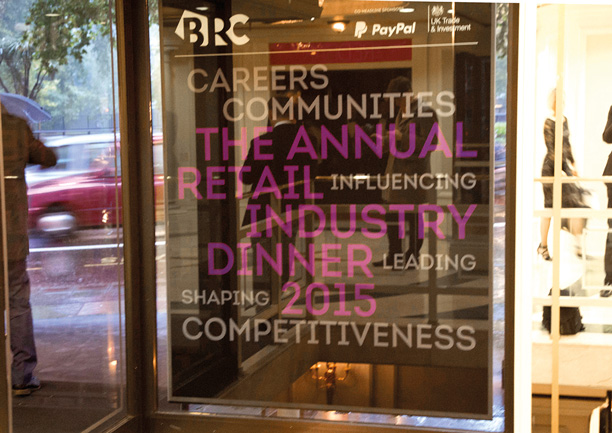 BRC
PayPal
UK Trade
& Investment
CAREERS
COMMUNITIES
THE ANNUAL
RETAIL INFLUENCING
INDUSTRY
DINNER LEADING
SHAPING 2015
COMPETITIVENESS